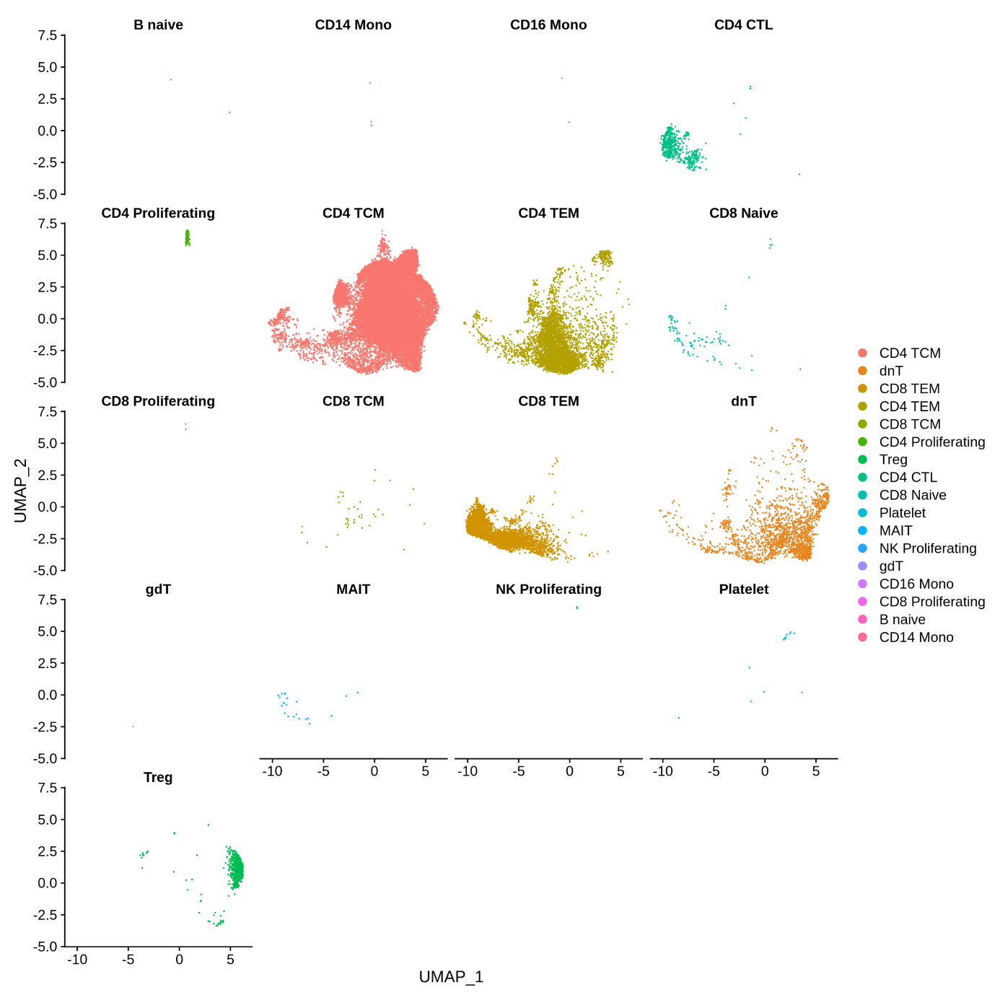 B naive CD14 Mono CD16 Mono CD4 CTL
7.5
5.0
2.5
0.0
-2.5
-5.0
CD4 Proliferating CD4 TCM CD4 TEM CD8 Naive
7.5
5.0
2.5
0.0
-2.5
-5.0
CD8 Proliferating CD8 TCM CD8 TEM dnT
7.5
5.0
2.5
0.0
-2.5
-5.0
gdT MAIT NK Proliferating Platelet
7.5
5.0
2.5
0.0
-2.5
-5.0
-10 -5 0 5 -10 -5 0 5 -10 -5 0 5
Treg
7.5
5.0
2.5
0.0
-2.5
-5.0
-10 -5 0 5
UMAP_1
UMAP_2
CD4 TCM
dnT
CD8 TEM
CD4 TEM
CD8 TCM
CD4 Proliferating
Treg
CD4 CTL
CD8 Naive
Platelet
MAIT
NK Proliferating
gdT
CD16 Mono
CD8 Proliferating
B naive
CD14 Mono